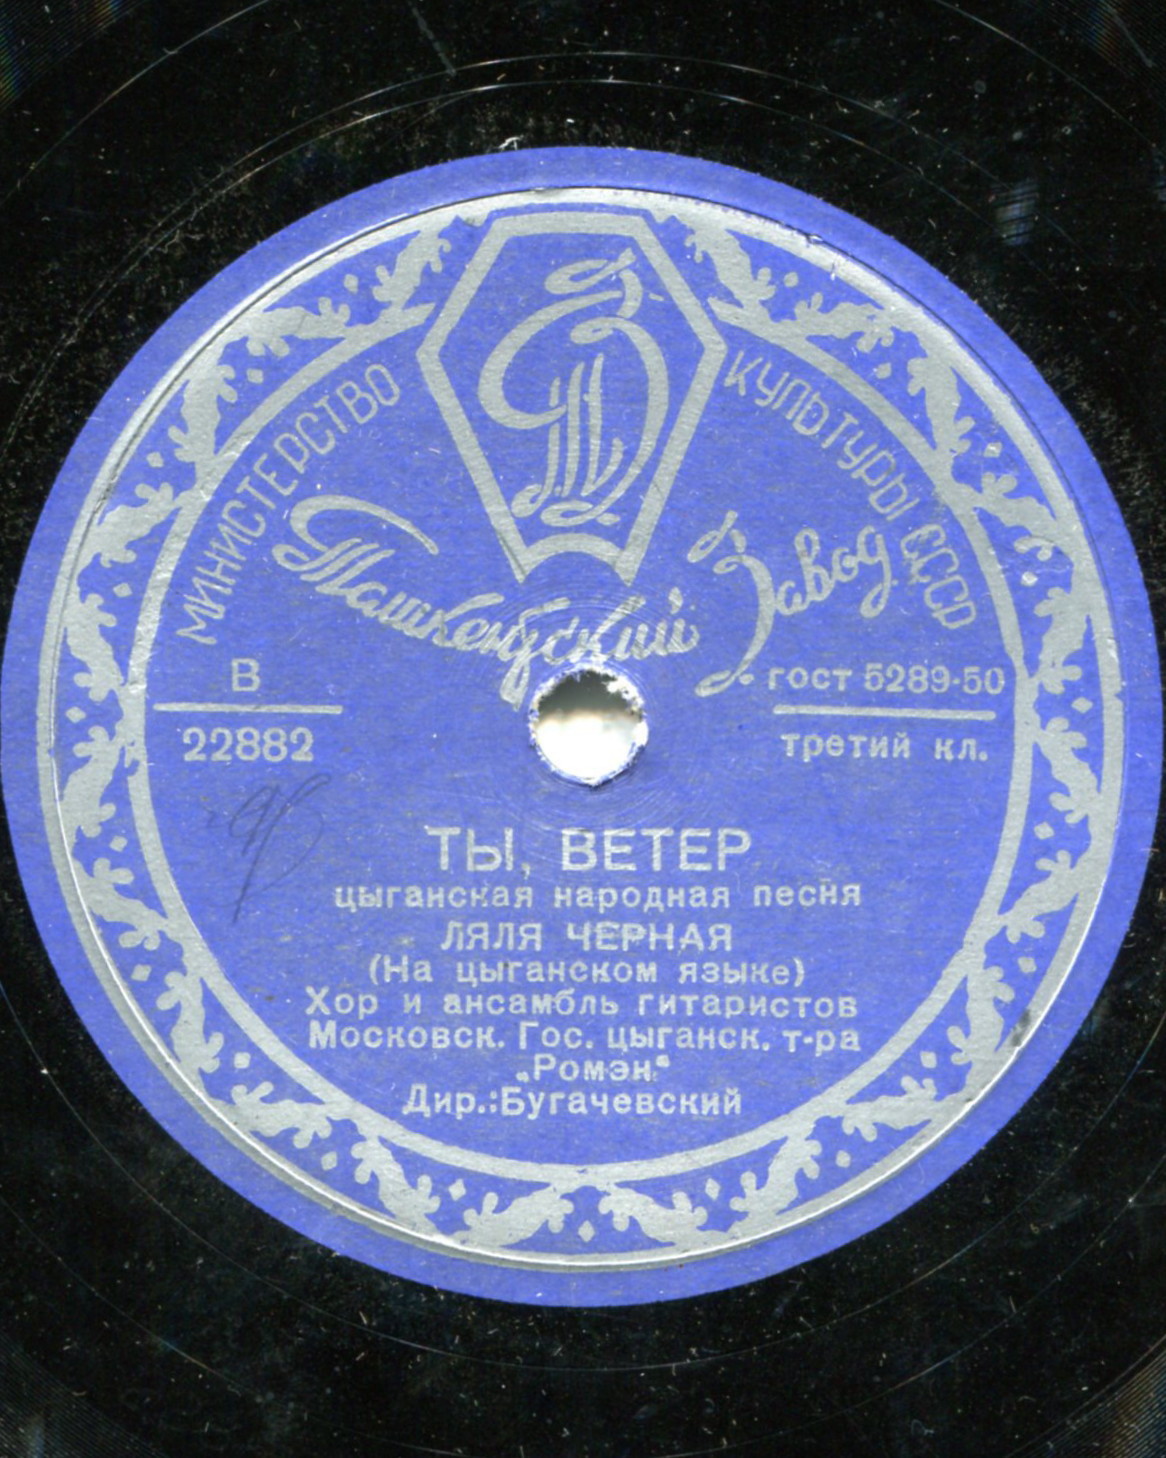 МИНИСТЕРСТВО КУЛЬТУРЫ СССР
Ташкентский Завод
В
22882
гост 5289-50
третий кл.
ТЫ, ВЕТЕР
цыганская народная песня
ЛЯЛЯ ЧЕРНАЯ
(На цыганском языке)
Хор и ансамбль гитаристов
Московск. Гос. цыганск. т-ра
„Ромэн"
Дир.:Бугачевский